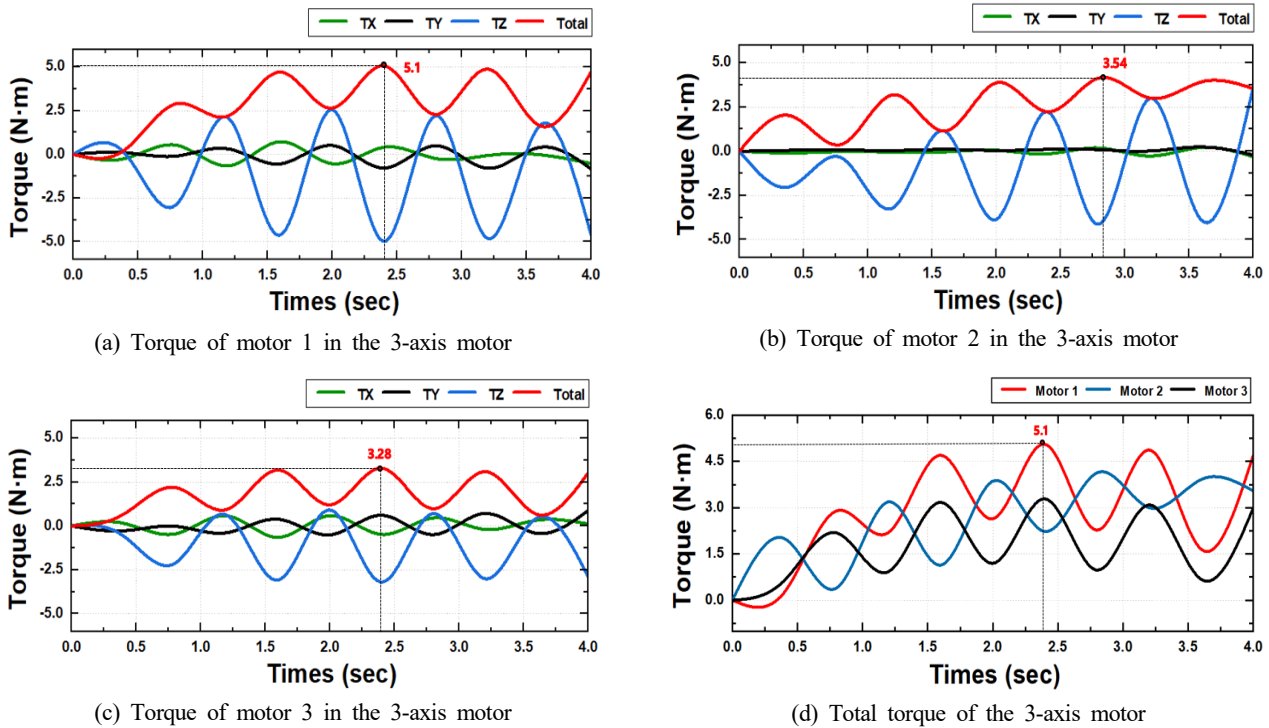 TX TY TZ Total
5.0
2.5
0.0
-2.5
-5.0
Torque (N·m)
5.1
0.0 0.5 1.0 1.5 2.0 2.5 3.0 3.5 4.0
Times (sec)
(a) Torque of motor 1 in the 3-axis motor
TX TY TZ Total
5.0
2.5
0.0
-2.5
-5.0
Torque (N·m)
3.54
0.0 0.5 1.0 1.5 2.0 2.5 3.0 3.5 4.0
Times (sec)
(b) Torque of motor 2 in the 3-axis motor
TX TY TZ Total
5.0
2.5
0.0
-2.5
-5.0
Torque (N·m)
3.28
0.0 0.5 1.0 1.5 2.0 2.5 3.0 3.5 4.0
Times (sec)
(c) Torque of motor 3 in the 3-axis motor
Motor 1 Motor 2 Motor 3
6.0
4.5
3.0
1.5
0.0
Torque (N·m)
5.1
0.0 0.5 1.0 1.5 2.0 2.5 3.0 3.5 4.0
Times (sec)
(d) Total torque of the 3-axis motor